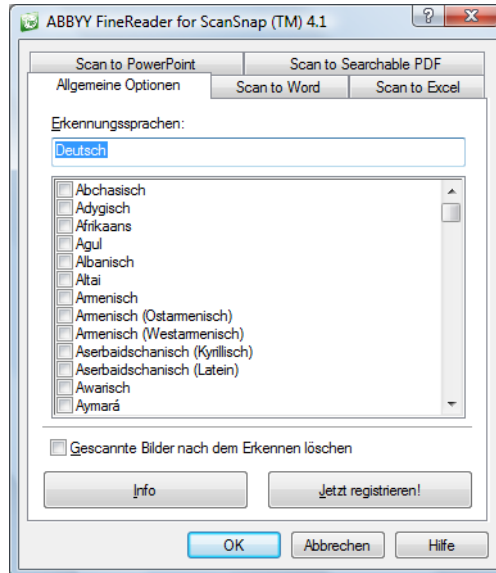 ABBYY FineReader for ScanSnap (TM) 4.1
Scan to PowerPoint
Scan to Searchable PDF
Allgemeine Optionen
Scan to Word
Scan to Excel
Erkennungssprachen:
Deutsch
Abchasisch
Adygisch
Afrikaans
Agul
Albanisch
Altai
Armenisch
Armenisch (Ostarmenisch)
Armenisch (Westarmenisch)
Aserbaidschanisch (Kyrillisch)
Aserbaidschanisch (Latein)
Awarisch
Aymará
Gescannte Bilder nach dem Erkennen löschen
Info
Jetzt registrieren!
OK
Abbrechen
Hilfe